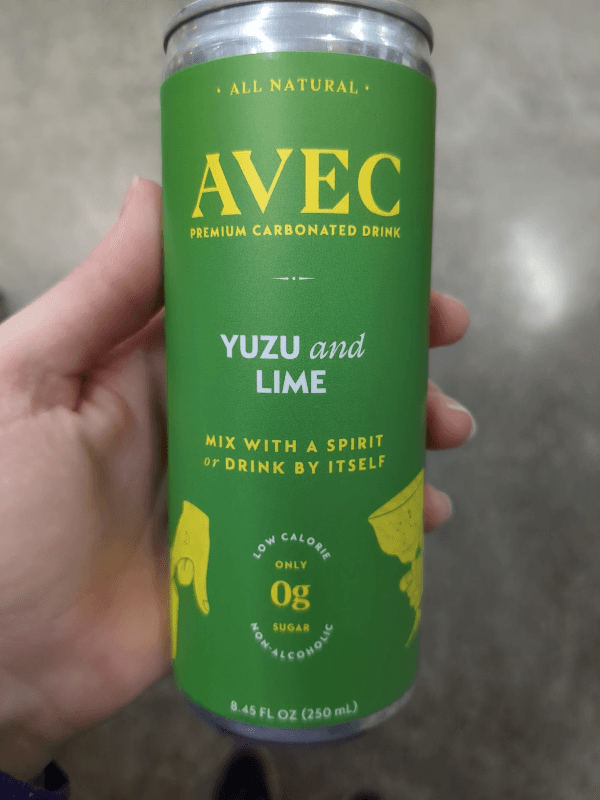 • ALL NATURAL •
AVEC
PREMIUM CARBONATED DRINK
YUZU and
LIME
MIX WITH A SPIRIT
or DRINK BY ITSELF
LOW CALORIE
ONLY
0g
SUGAR
NON-ALCOHOLIC
8.45 FL OZ (250 mL)